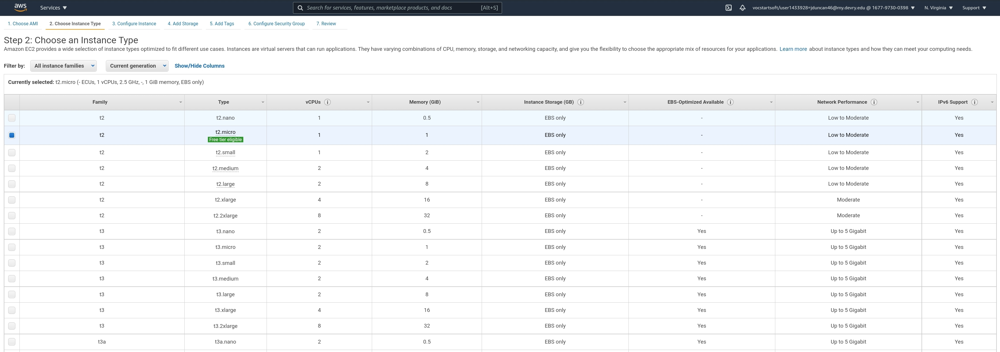 aws Services Search for services, features, marketplace products, and docs [Alt+S] vocstartsoft/user1433928=jduncan46@my.devry.edu @ 1677-9730-0398 N. Virginia Support
1. Choose AMI 2. Choose Instance Type 3. Configure Instance 4. Add Storage 5. Add Tags 6. Configure Security Group 7. Review
Step 2: Choose an Instance Type
Amazon EC2 provides a wide selection of instance types optimized to fit different use cases. Instances are virtual servers that can run applications. They have varying combinations of CPU, memory, storage, and networking capacity, and give you the flexibility to choose the appropriate mix of resources for your applications. Learn more about instance types and how they can meet your computing needs.
Filter by: All instance families Current generation Show/Hide Columns
Currently selected: t2.micro (- ECUs, 1 vCPUs, 2.5 GHz, -, 1 GiB memory, EBS only)
Family Type vCPUs i Memory (GiB) Instance Storage (GB) i EBS-Optimized Available i Network Performance i IPv6 Support i
t2 t2.nano 1 0.5 EBS only - Low to Moderate Yes
t2 t2.micro 1 1 EBS only - Low to Moderate Yes
Free tier eligible
t2 t2.small 1 2 EBS only - Low to Moderate Yes
t2 t2.medium 2 4 EBS only - Low to Moderate Yes
t2 t2.large 2 8 EBS only - Low to Moderate Yes
t2 t2.xlarge 4 16 EBS only - Moderate Yes
t2 t2.2xlarge 8 32 EBS only - Moderate Yes
t3 t3.nano 2 0.5 EBS only Yes Up to 5 Gigabit Yes
t3 t3.micro 2 1 EBS only Yes Up to 5 Gigabit Yes
t3 t3.small 2 2 EBS only Yes Up to 5 Gigabit Yes
t3 t3.medium 2 4 EBS only Yes Up to 5 Gigabit Yes
t3 t3.large 2 8 EBS only Yes Up to 5 Gigabit Yes
t3 t3.xlarge 4 16 EBS only Yes Up to 5 Gigabit Yes
t3 t3.2xlarge 8 32 EBS only Yes Up to 5 Gigabit Yes
t3a t3a.nano 2 0.5 EBS only Yes Up to 5 Gigabit Yes